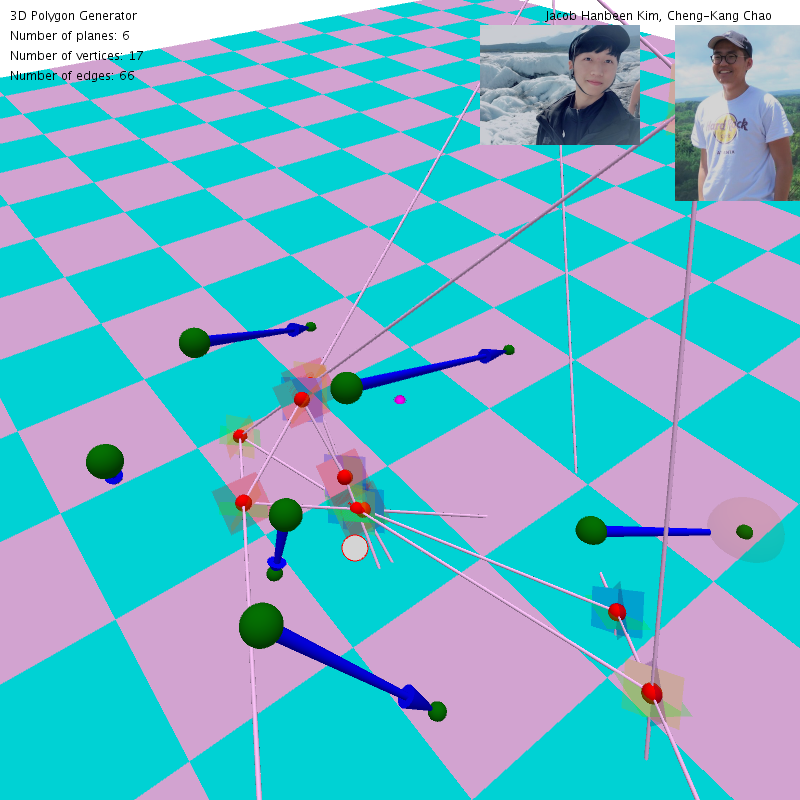 3D Polygon Generator
Jacob Hanbeen Kim, Cheng-Kang Chao
Number of planes: 6
Number of vertices: 17
Number of edges: 66